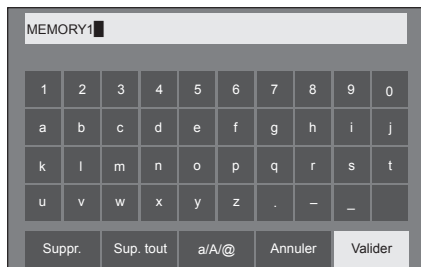 MEMORY1
1 2 3 4 5 6 7 8 9 0
a b c d e f g h i j
k l m n o p q r s t
u v w x y z . – _
Suppr. Sup. tout a/A/@ Annuler Valider